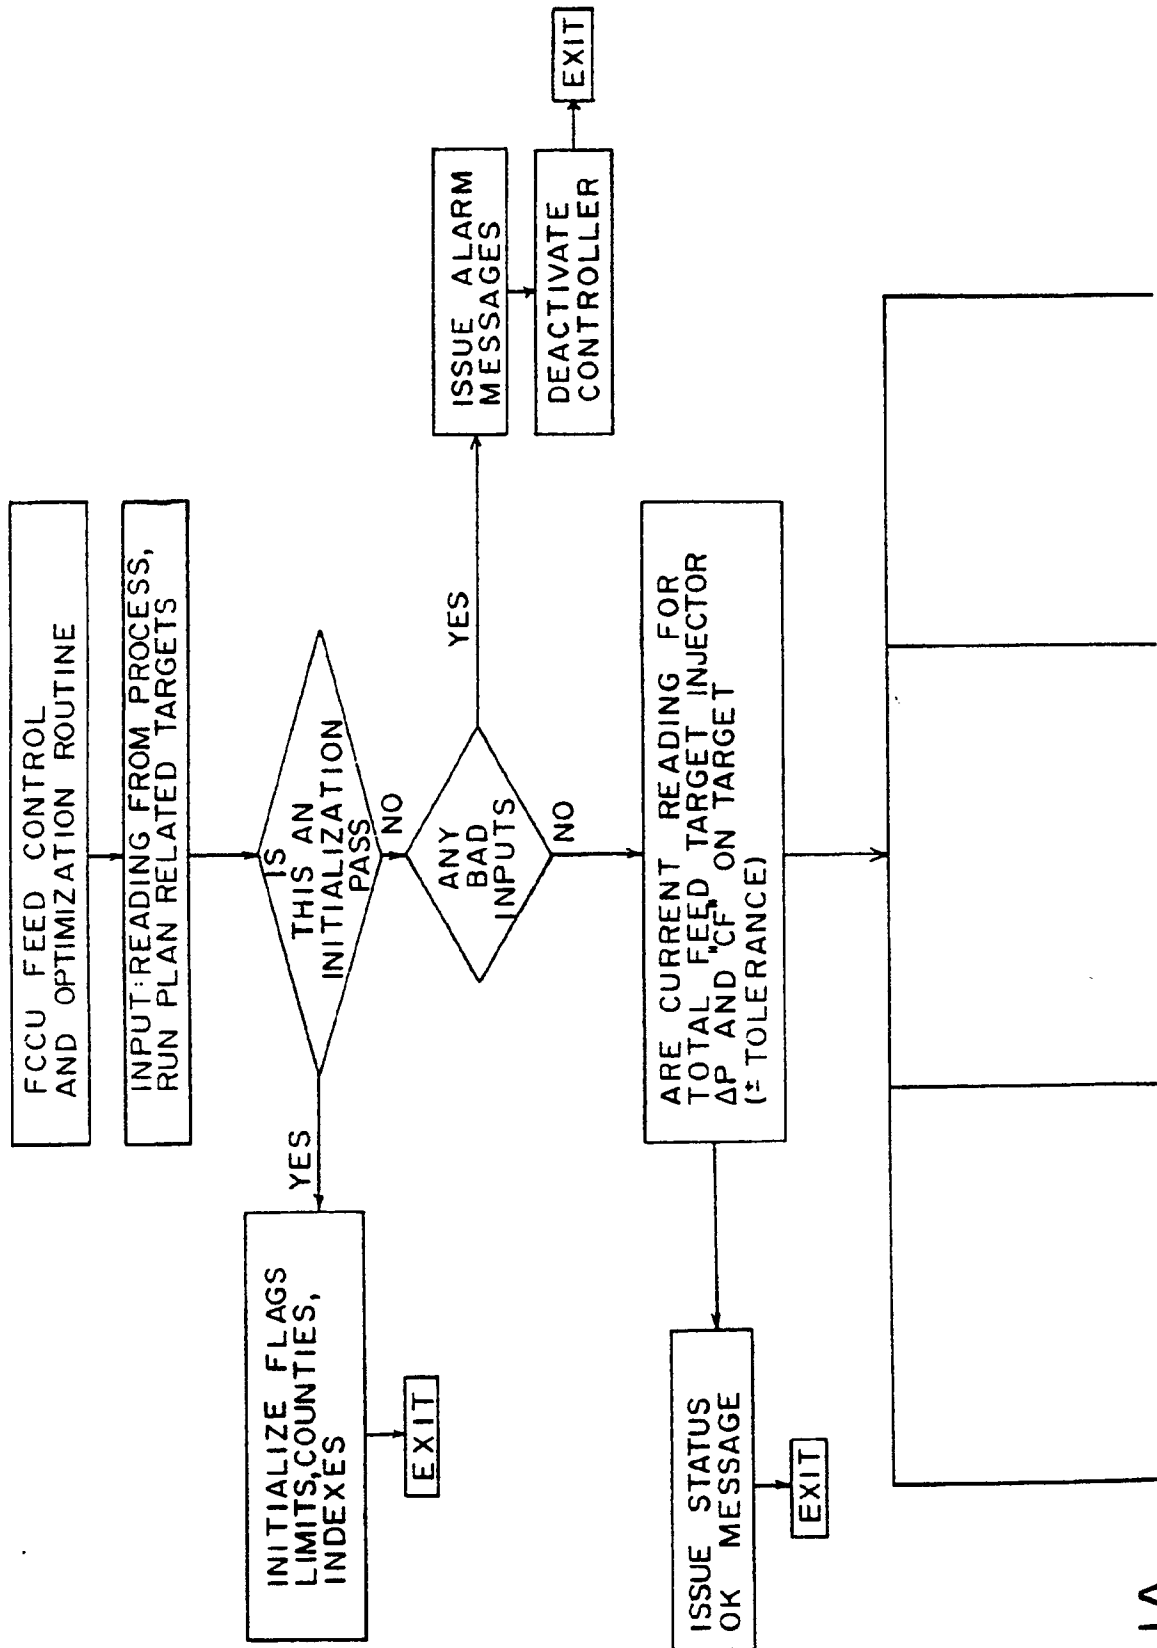 FCCU FEED CONTROL
AND OPTIMIZATION ROUTINE
INPUT:READING FROM PROCESS,
RUN PLAN RELATED TARGETS
IS
THIS AN
INITIALIZATION
PASS
YES
NO
INITIALIZE FLAGS
LIMITS,COUNTIES,
INDEXES
EXIT
ANY
BAD
INPUTS
YES
NO
ISSUE ALARM
MESSAGES
DEACTIVATE
CONTROLLER
EXIT
ARE CURRENT READING FOR
TOTAL FEED TARGET INJECTOR
ΔP AND "CF" ON TARGET
(± TOLERANCE)
ISSUE STATUS
OK MESSAGE
EXIT